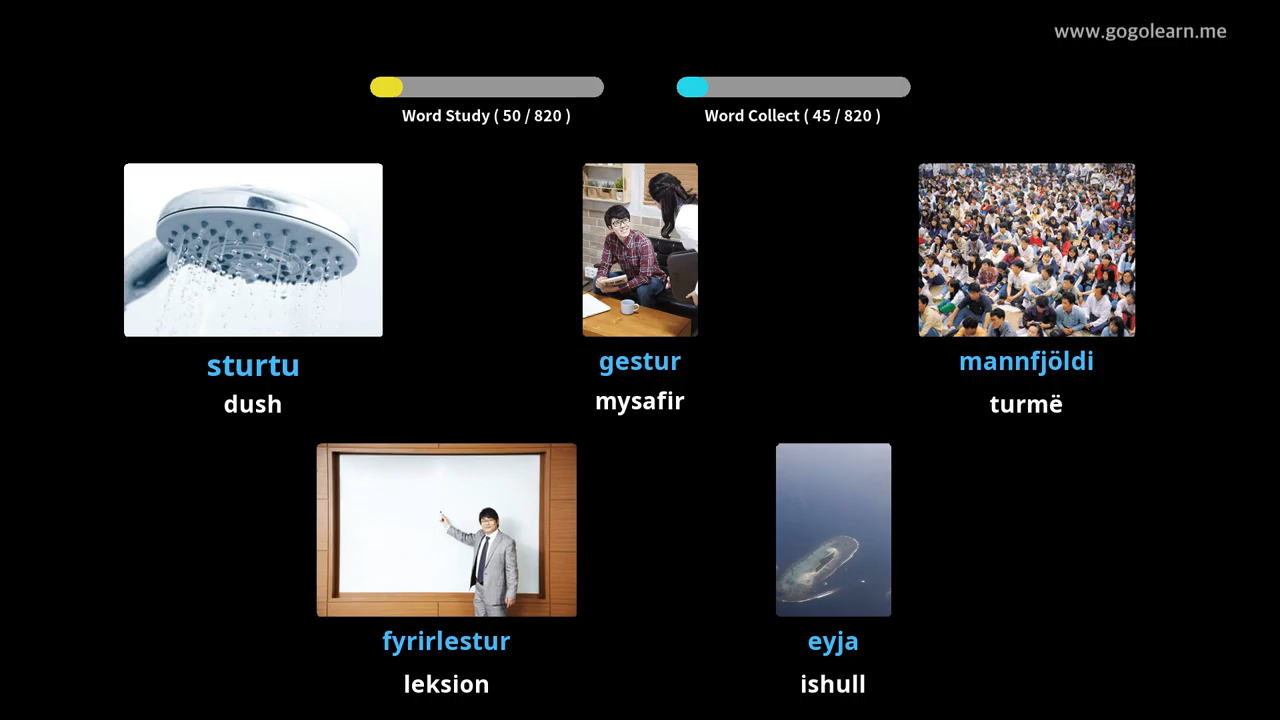 www.gogolearn.me
Word Study ( 50 / 820 )
Word Collect ( 45 / 820 )
sturtu
dush
gestur
mysafir
mannfjöldi
turmë
fyrirlestur
leksion
eyja
ishull